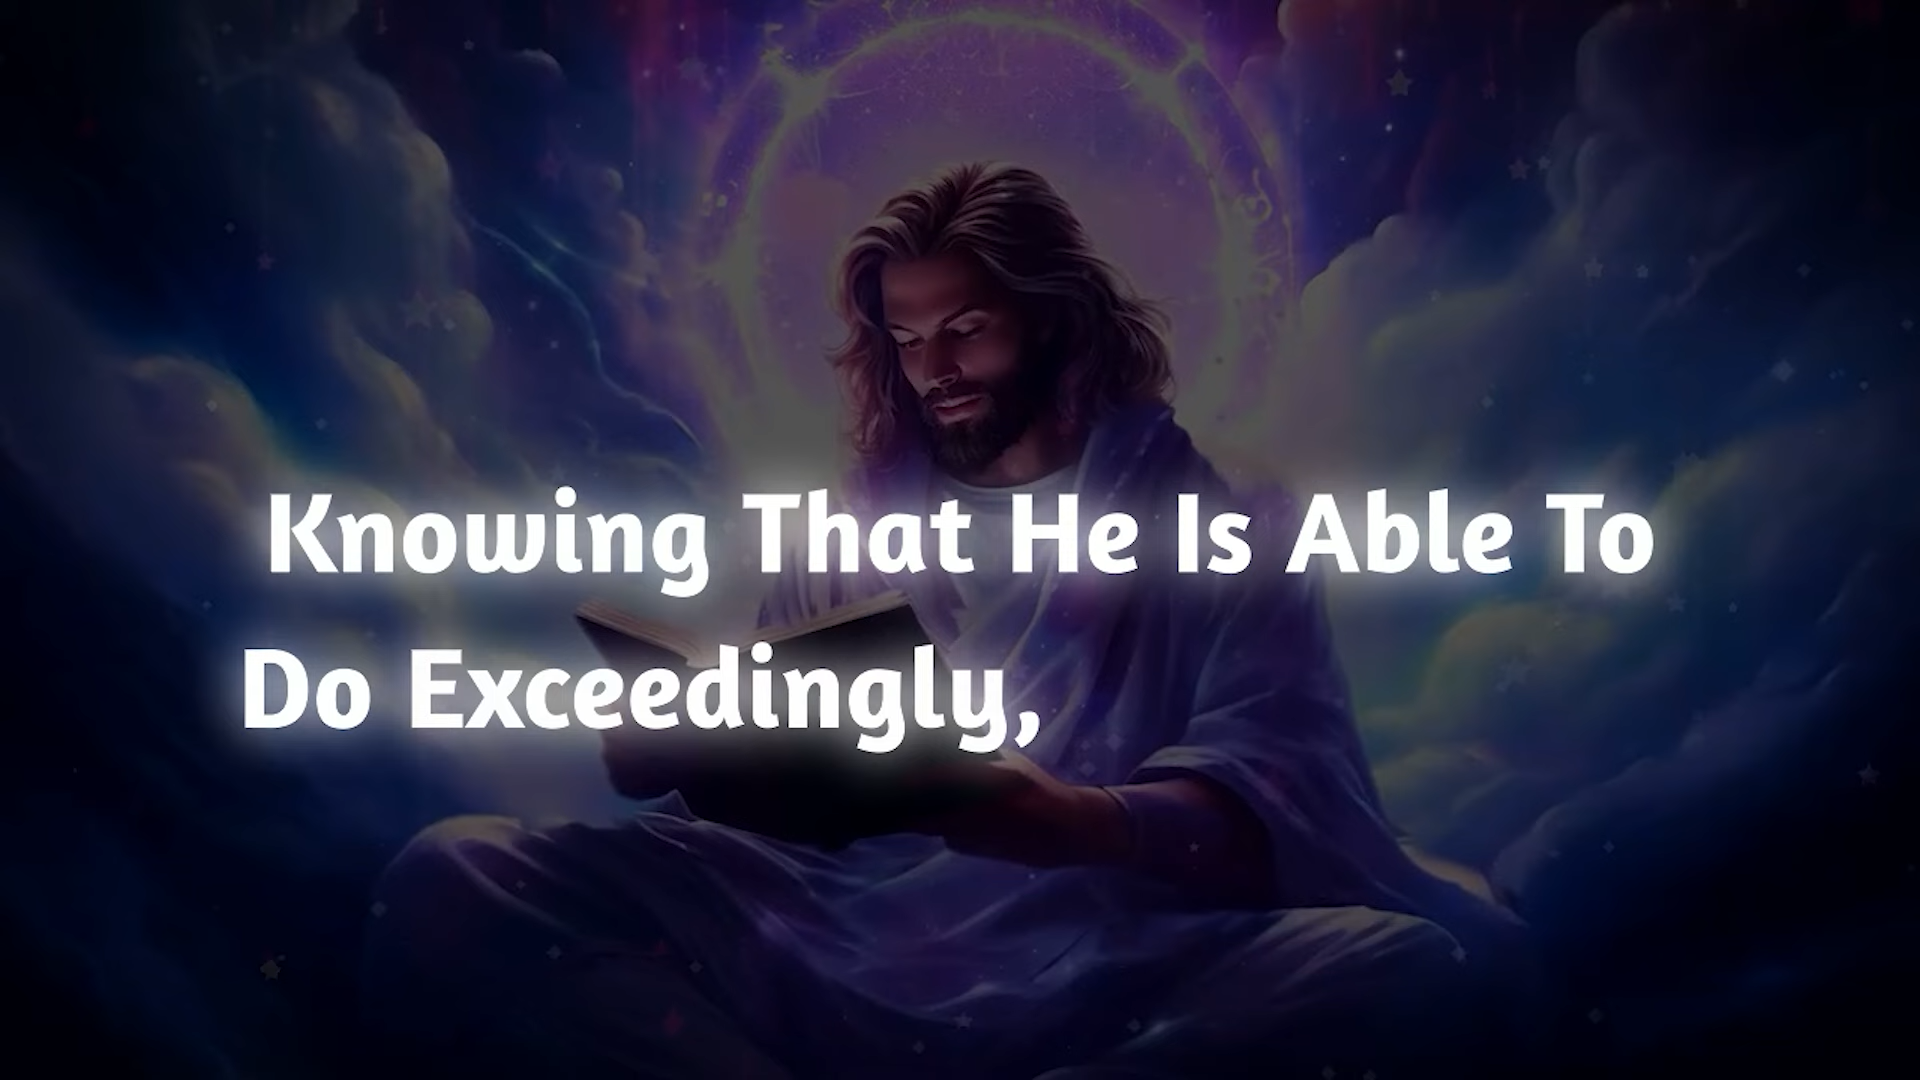 Knowing That He Is Able To
Do Exceedingly,